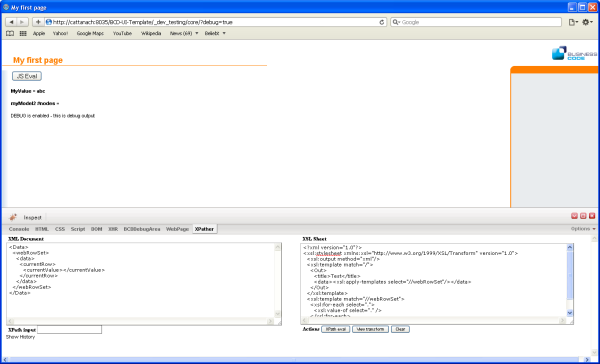 My first page
http://cattanach:8035/BCD-UI-Template/_dev_testing/core/?debug=true
Google
Apple Yahoo! Google Maps YouTube Wikipedia News (69) Beliebt
My first page
BUSINESS
CODE
JS Eval
MyValue = abc
myModel2 #nodes =
DEBUG is enabled - this is debug output
Inspect
Console HTML CSS Script DOM XHR BCDDebugArea WebPage XPather Options
XML Document
<Data>
<webRowSet>
<data>
<currentRow>
<currentValue></currentValue>
</currentRow>
</data>
</webRowSet>
</Data>
XPath input
Show History
XSL Sheet
<?xml version="1.0"?>
<xsl:stylesheet xmlns:xsl="http://www.w3.org/1999/XSL/Transform" version="1.0">
<xsl:output method="xml"/>
<xsl:template match="/">
<Out>
<title>Test</title>
<data><xsl:apply-templates select="//webRowSet"/></data>
</Out>
</xsl:template>
<xsl:template match="//webRowSet">
<xsl:for-each select=".">
<xsl:value-of select="." />
</xsl:for-each>
Actions XPath eval View transform Clear